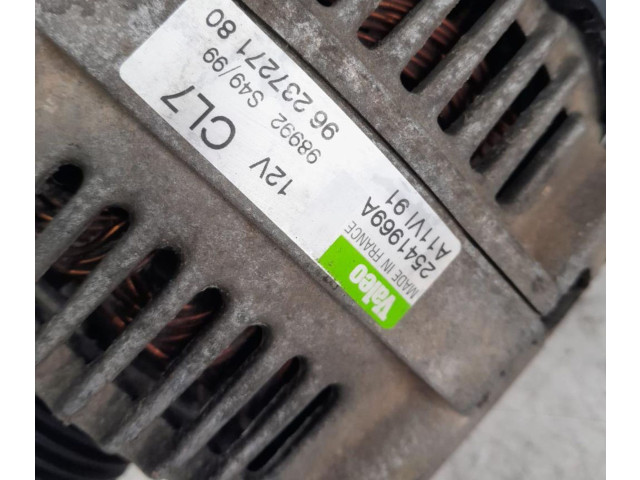 Valeo
MADE IN FRANCE
2541969A
A11VI 91
12V CL7
98992 S49/99
96 237271 80